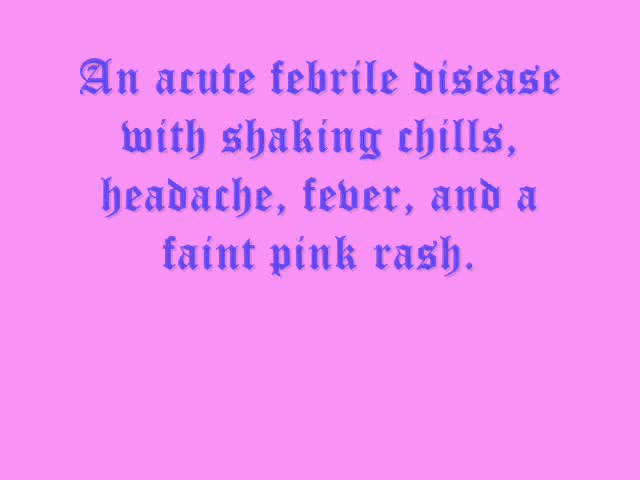 An acute febrile disease
with shaking chills,
headache, fever, and a
faint pink rash.